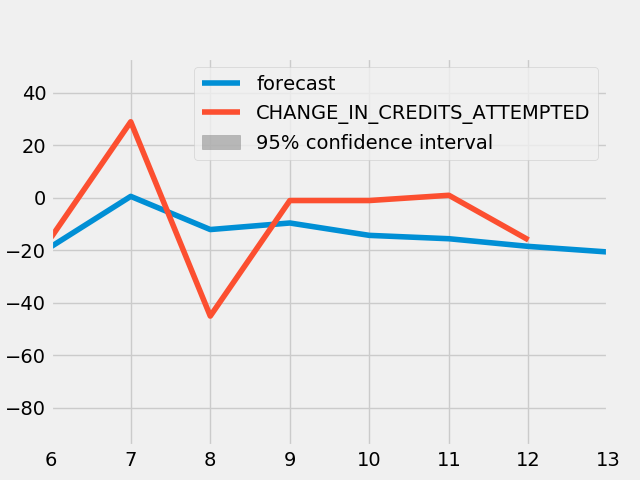 forecast
CHANGE_IN_CREDITS_ATTEMPTED
95% confidence interval
40
20
0
−20
−40
−60
−80
6 7 8 9 10 11 12 13